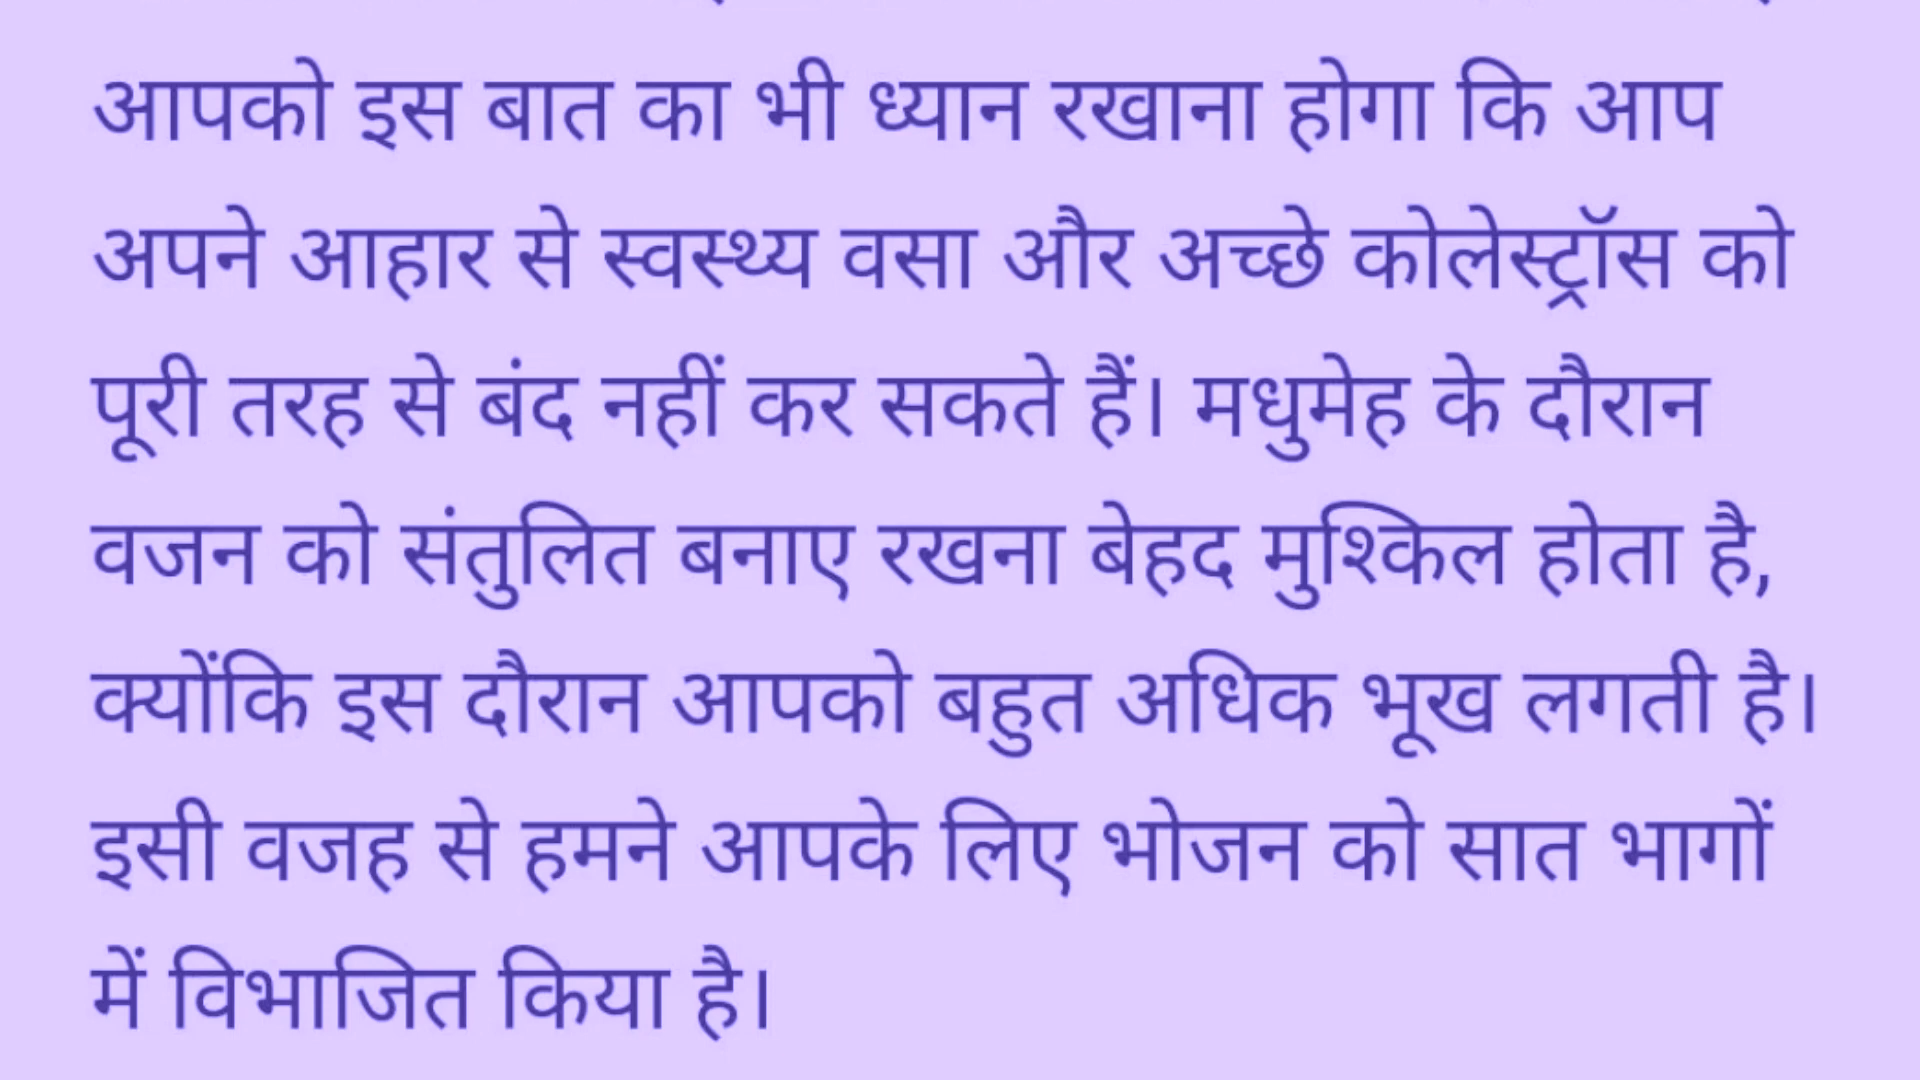 आपको इस बात का भी ध्यान रखाना होगा कि आप
अपने आहार से स्वस्थ्य वसा और अच्छे कोलेस्ट्रॉस को
पूरी तरह से बंद नहीं कर सकते हैं। मधुमेह के दौरान
वजन को संतुलित बनाए रखना बेहद मुश्किल होता है,
क्योंकि इस दौरान आपको बहुत अधिक भूख लगती है।
इसी वजह से हमने आपके लिए भोजन को सात भागों
में विभाजित किया है।